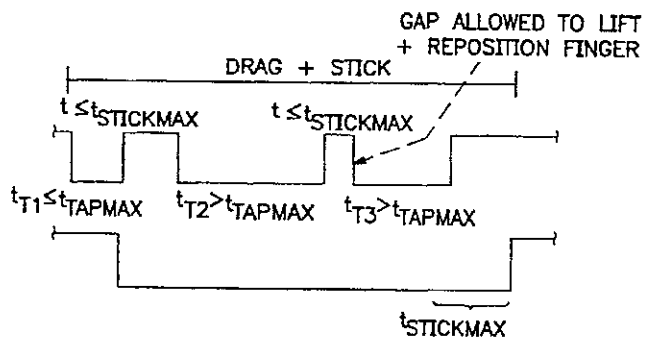 GAP ALLOWED TO LIFT
+ REPOSITION FINGER
DRAG + STICK
t ≤ tSTICKMAX
t ≤ tSTICKMAX
tT1 ≤ tTAPMAX
tT2 > tTAPMAX
tT3 > tTAPMAX
tSTICKMAX